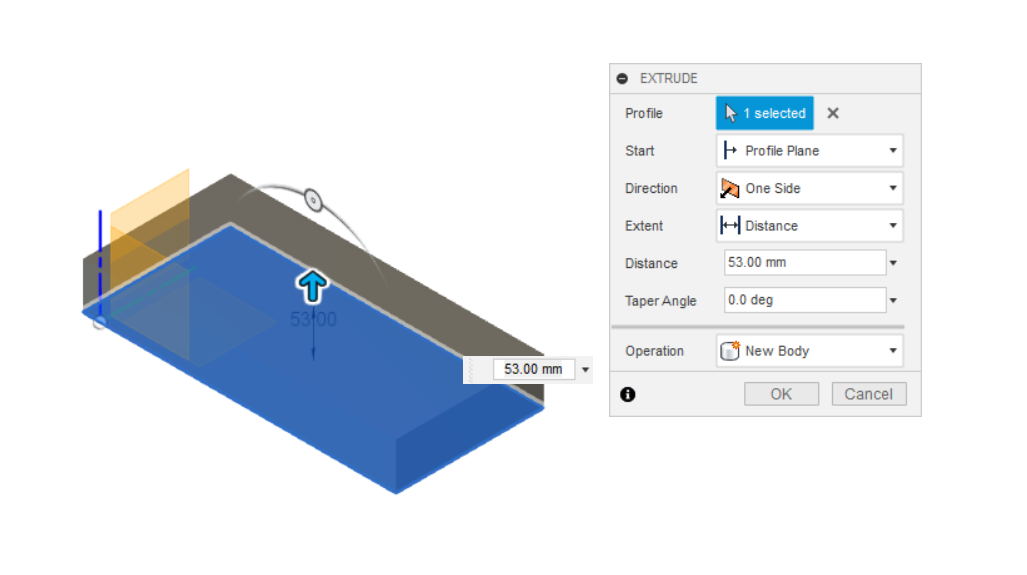 EXTRUDE
Profile
1 selected
Start
Profile Plane
Direction
One Side
Extent
Distance
Distance
53.00 mm
Taper Angle
0.0 deg
Operation
New Body
OK
Cancel
53.00
53.00 mm